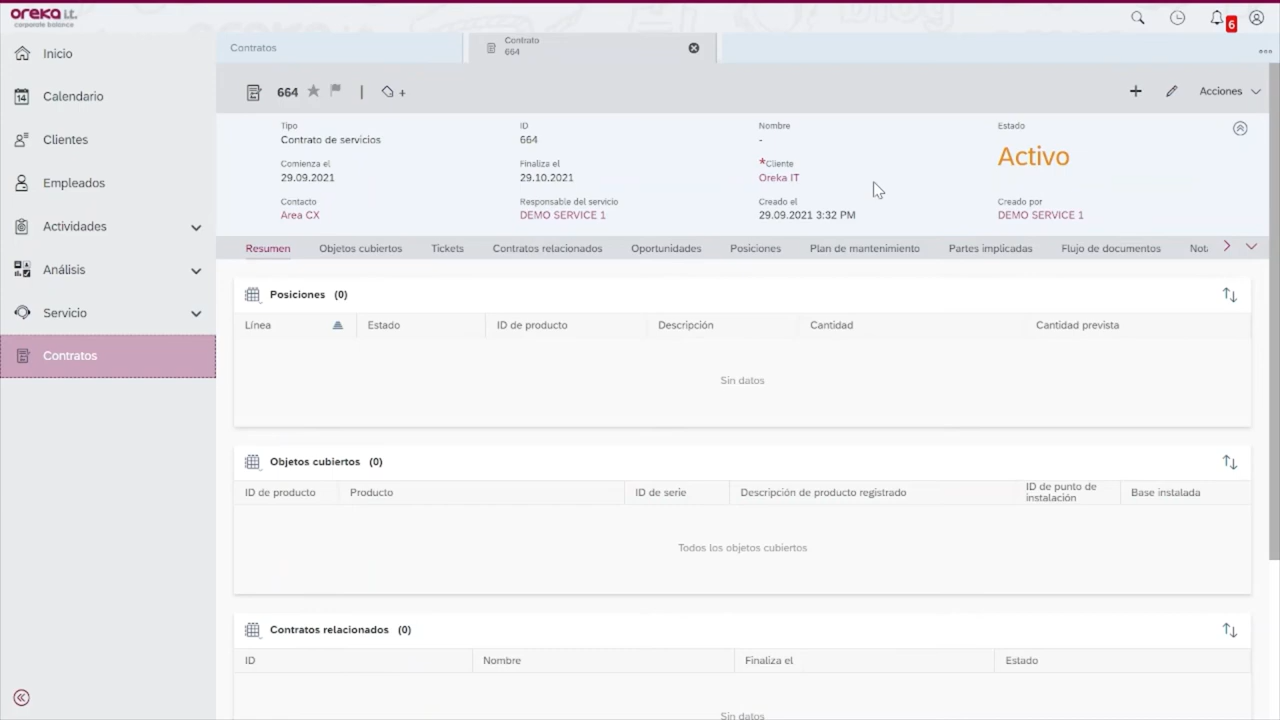 oreka i.t.
corporate balance
6
Inicio
14
Calendario
Clientes
Empleados
Actividades
Análisis
Servicio
Contratos
Contratos
Contrato
664
664
+
Acciones
Tipo
Contrato de servicios
ID
664
Nombre
-
Estado
Activo
Comienza el
29.09.2021
Finaliza el
29.10.2021
*Cliente
Oreka IT
Contacto
Area CX
Responsable del servicio
DEMO SERVICE 1
Creado el
29.09.2021 3:32 PM
Creado por
DEMO SERVICE 1
Resumen Objetos cubiertos Tickets Contratos relacionados Oportunidades Posiciones Plan de mantenimiento Partes implicadas Flujo de documentos Not
Posiciones (0)
Línea Estado ID de producto Descripción Cantidad Cantidad prevista
Sin datos
Objetos cubiertos (0)
ID de producto Producto ID de serie Descripción de producto registrado ID de punto de instalación Base instalada
Todos los objetos cubiertos
Contratos relacionados (0)
ID Nombre Finaliza el Estado
Sin datos